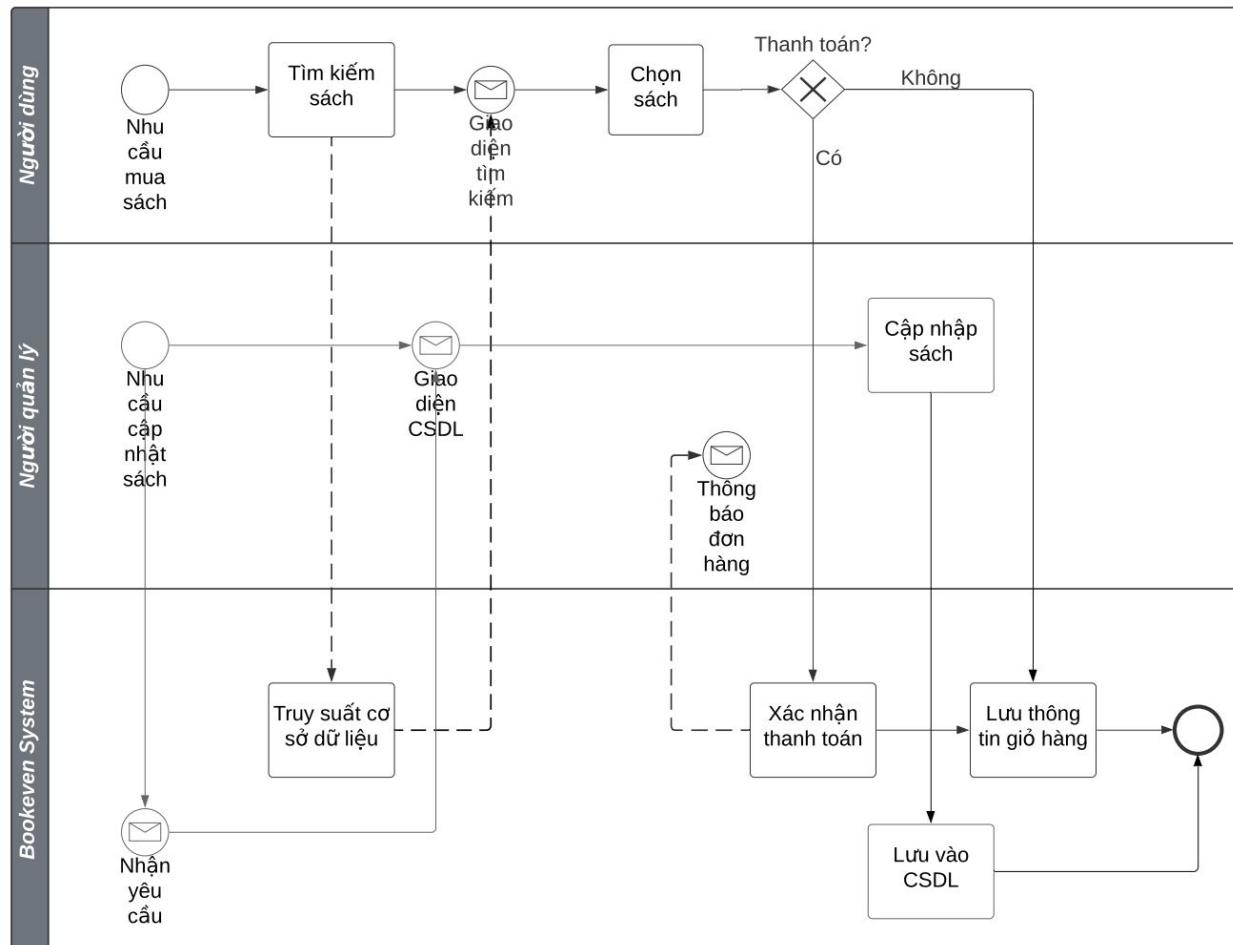 Người dùng
Nhu
cầu
mua
sách
Tìm kiếm
sách
Giao
diện
tìm
kiếm
Chọn
sách
Thanh toán?
Không
Có
Người quản lý
Nhu
cầu
cập
nhật
sách
Giao
diện
CSDL
Cập nhập
sách
Thông
báo
đơn
hàng
Bookeven System
Truy suất cơ
sở dữ liệu
Xác nhận
thanh toán
Lưu thông
tin giỏ hàng
Nhận
yêu
cầu
Lưu vào
CSDL